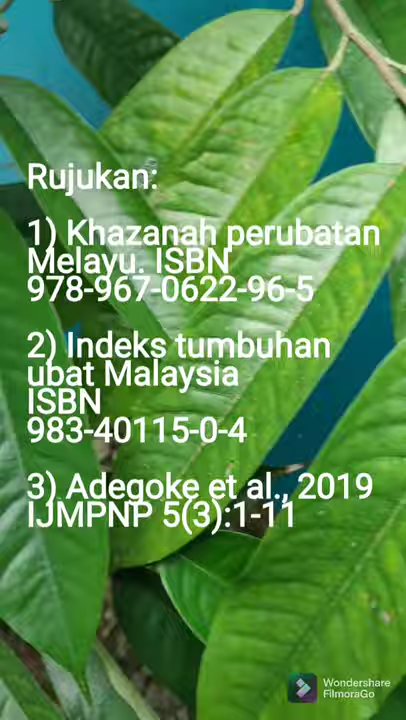 Rujukan:
1) Khazanah perubatan
Melayu. ISBN
978-967-0622-96-5
2) Indeks tumbuhan
ubat Malaysia
ISBN
983-40115-0-4
3) Adegoke et al., 2019
IJMPNP 5(3):1-11
Wondershare
FilmoraGo